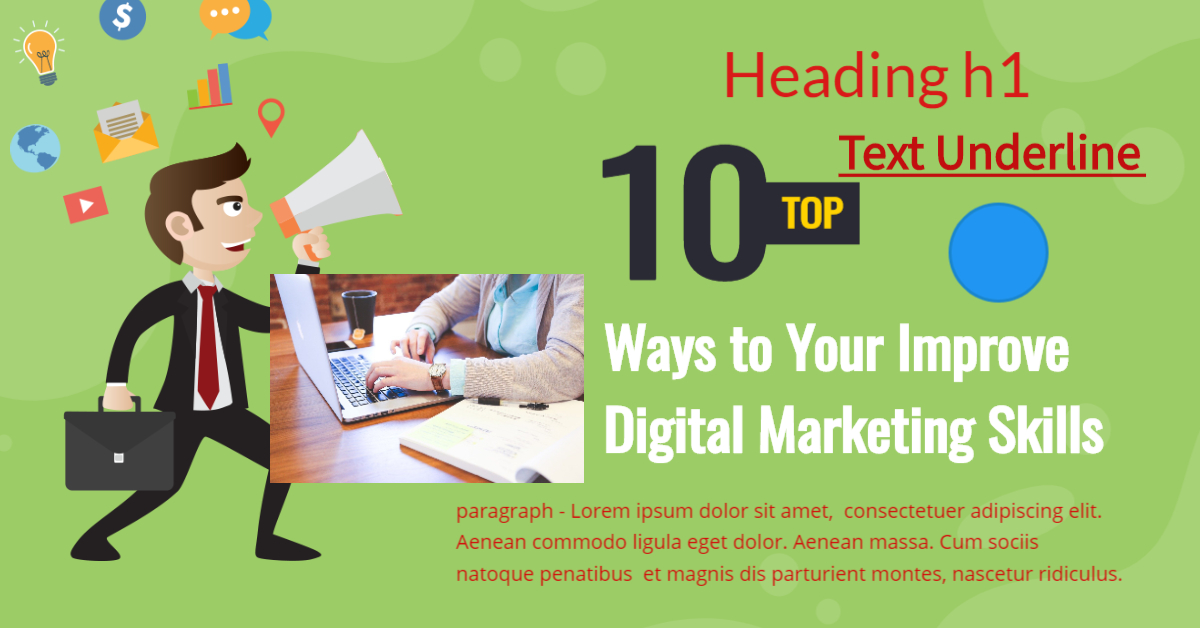 Heading h1
Text Underline
10
TOP
Ways to Your Improve
Digital Marketing Skills
paragraph - Lorem ipsum dolor sit amet,  consectetuer adipiscing elit.
Aenean commodo ligula eget dolor. Aenean massa. Cum sociis
natoque penatibus  et magnis dis parturient montes, nascetur ridiculus.